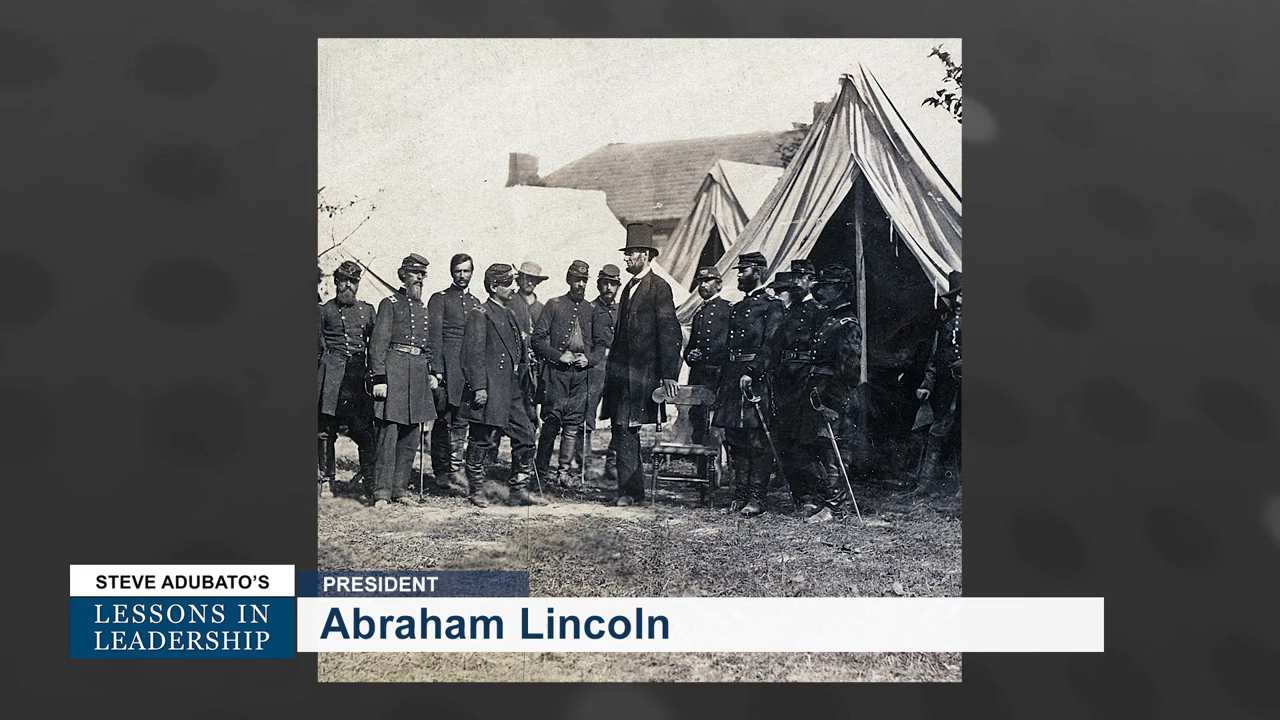 STEVE ADUBATO'S
LESSONS IN
LEADERSHIP
PRESIDENT
Abraham Lincoln